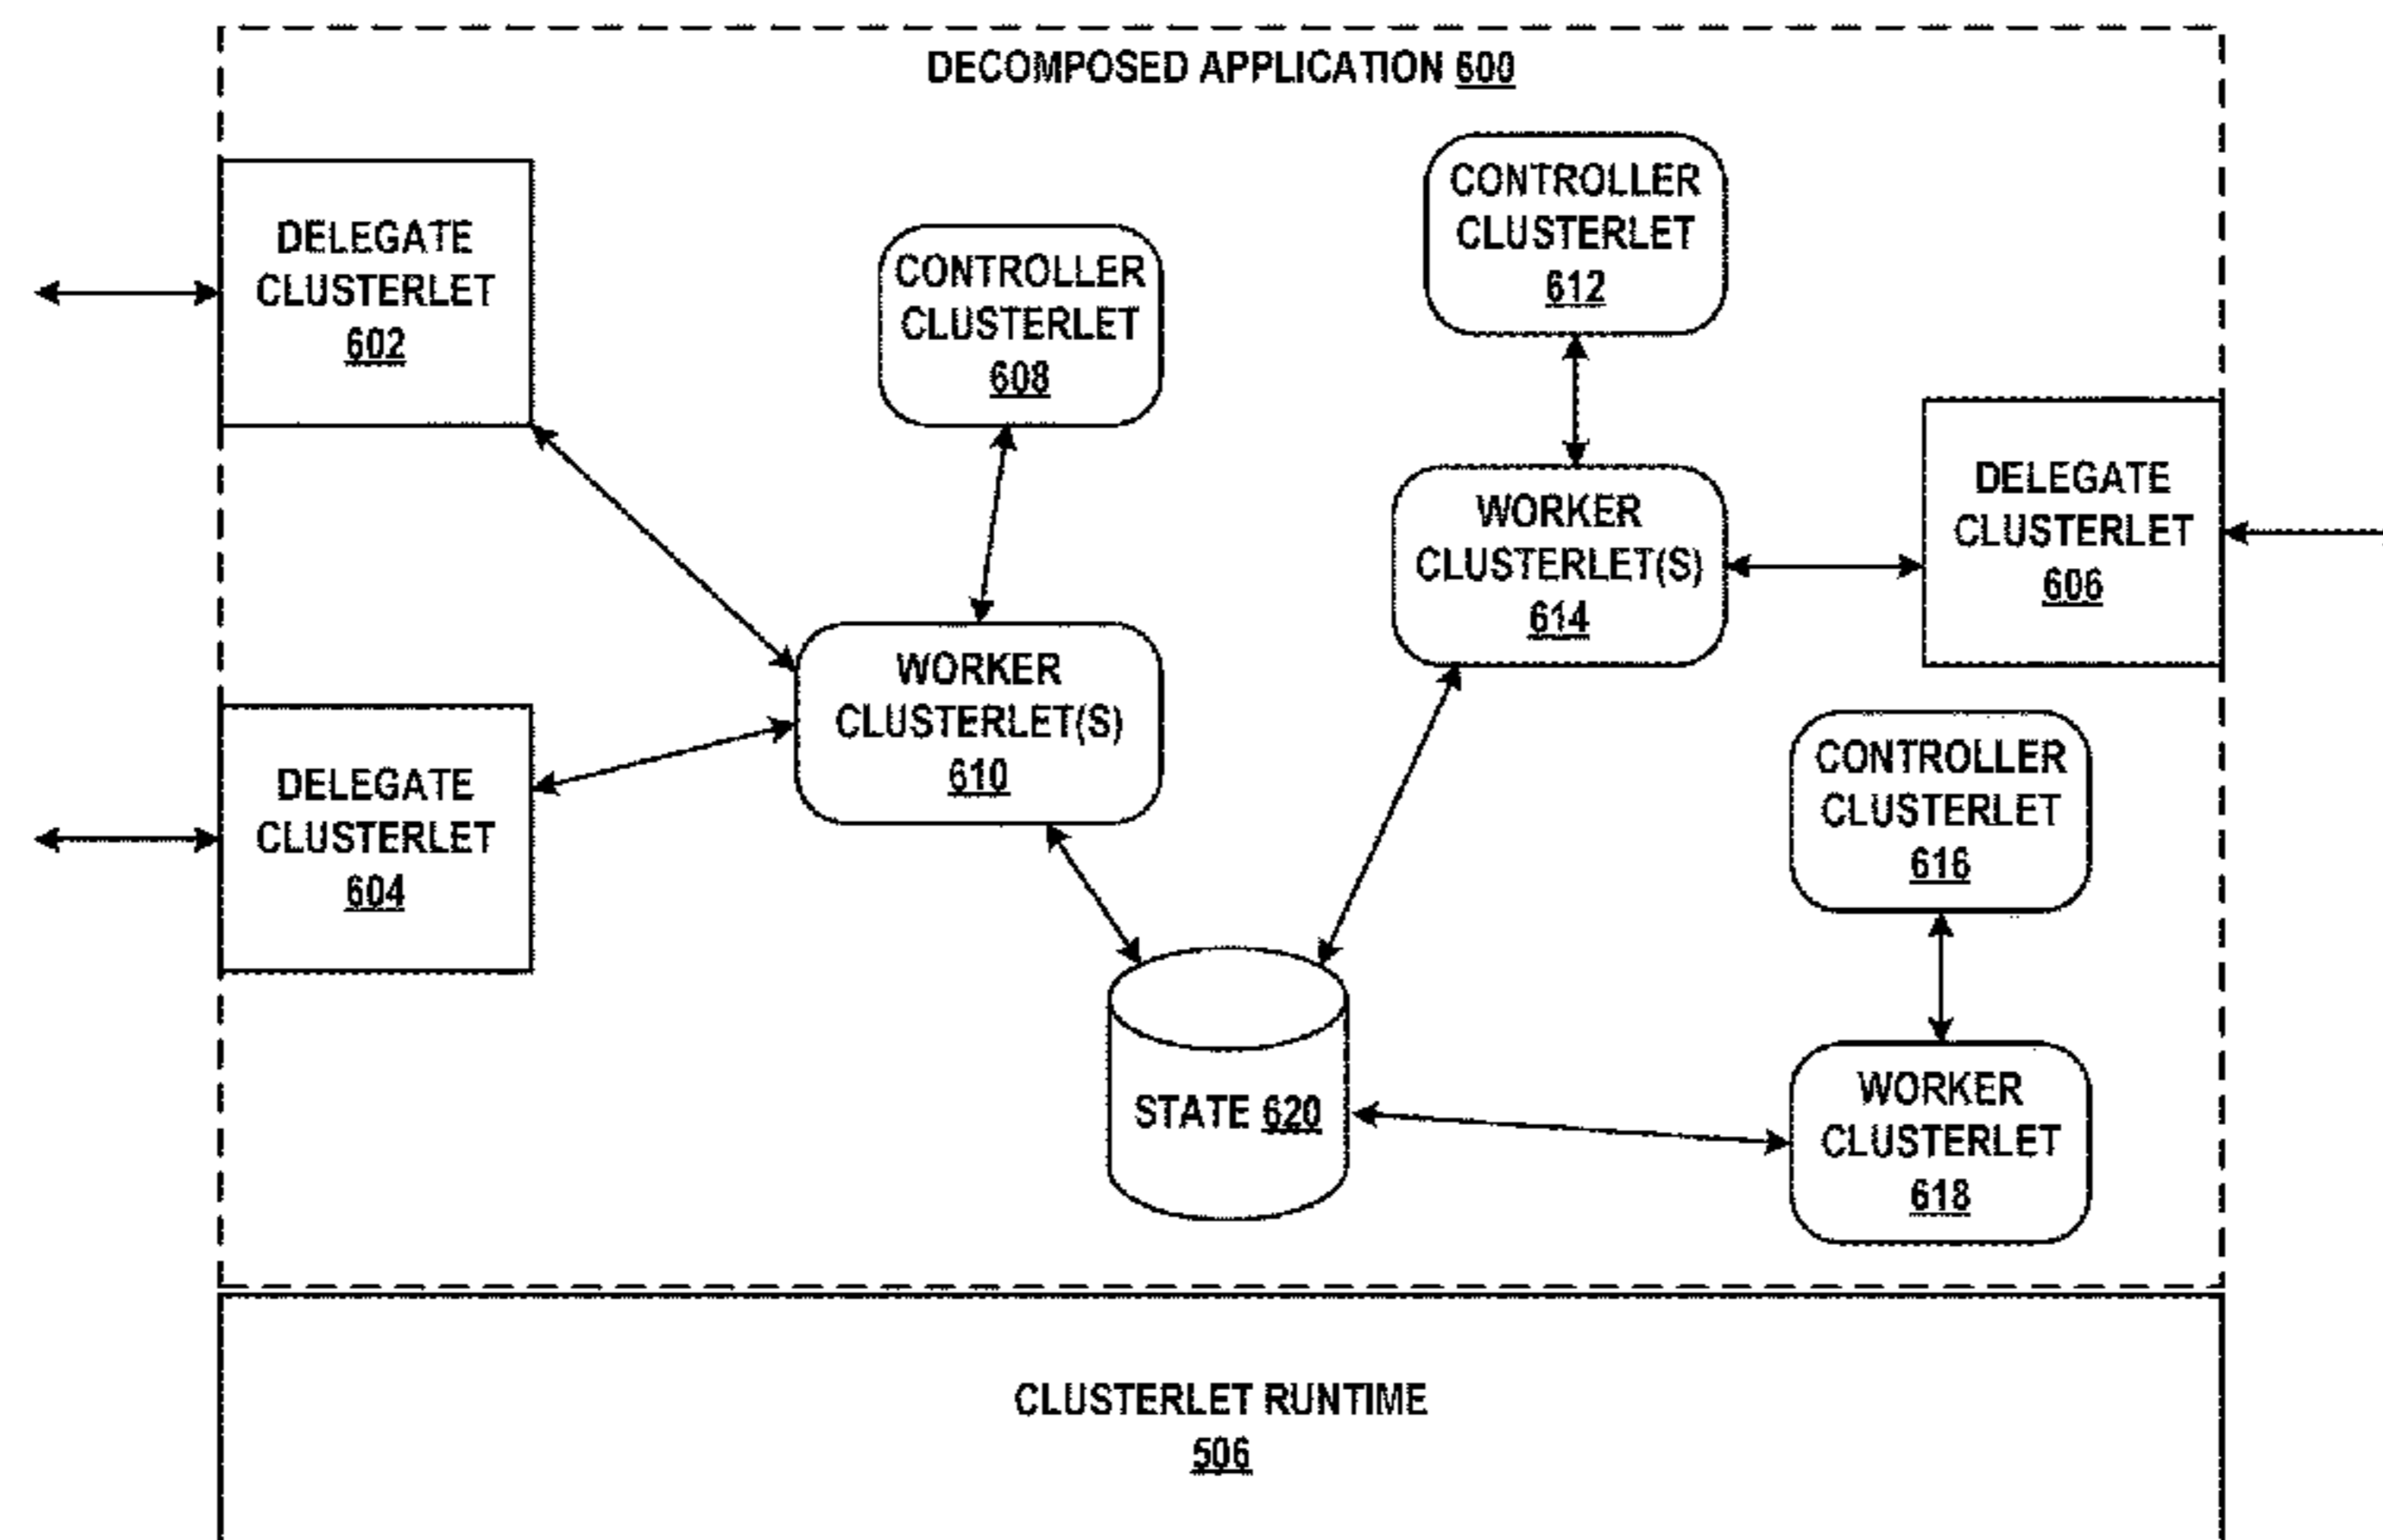 DECOMPOSED APPLICATION 600
DELEGATE
CLUSTERLET
602
CONTROLLER
CLUSTERLET
608
CONTROLLER
CLUSTERLET
612
WORKER
CLUSTERLET(S)
614
DELEGATE
CLUSTERLET
606
WORKER
CLUSTERLET(S)
610
DELEGATE
CLUSTERLET
604
CONTROLLER
CLUSTERLET
616
STATE 620
WORKER
CLUSTERLET
618
CLUSTERLET RUNTIME
506